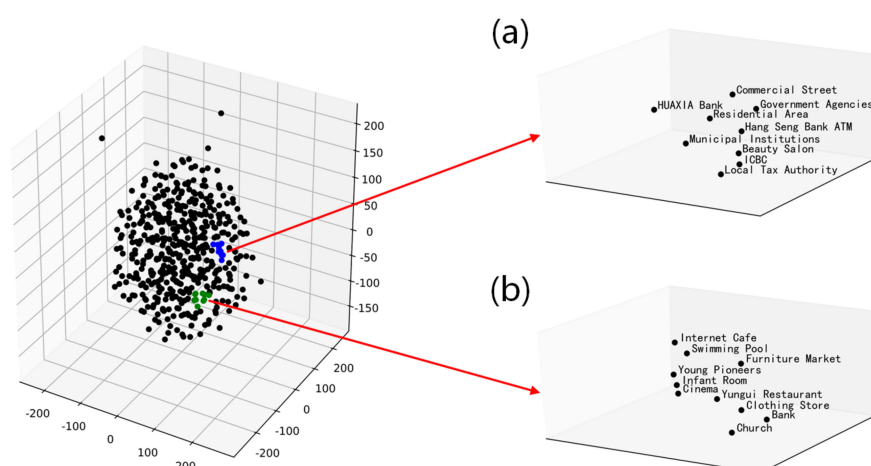 (a)
Commercial Street
HUAXIA Bank
Government Agencies
Residential Area
Hang Seng Bank ATM
Municipal Institutions
Beauty Salon
ICBC
Local Tax Authority
200
150
100
50
0
-50
-100
-150
200
100
0
-100
-200
-200
-100
0
100
200
(b)
Internet Cafe
Swimming Pool
Furniture Market
Young Pioneers
Infant Room
Cinema
Yungui Restaurant
Clothing Store
Bank
Church